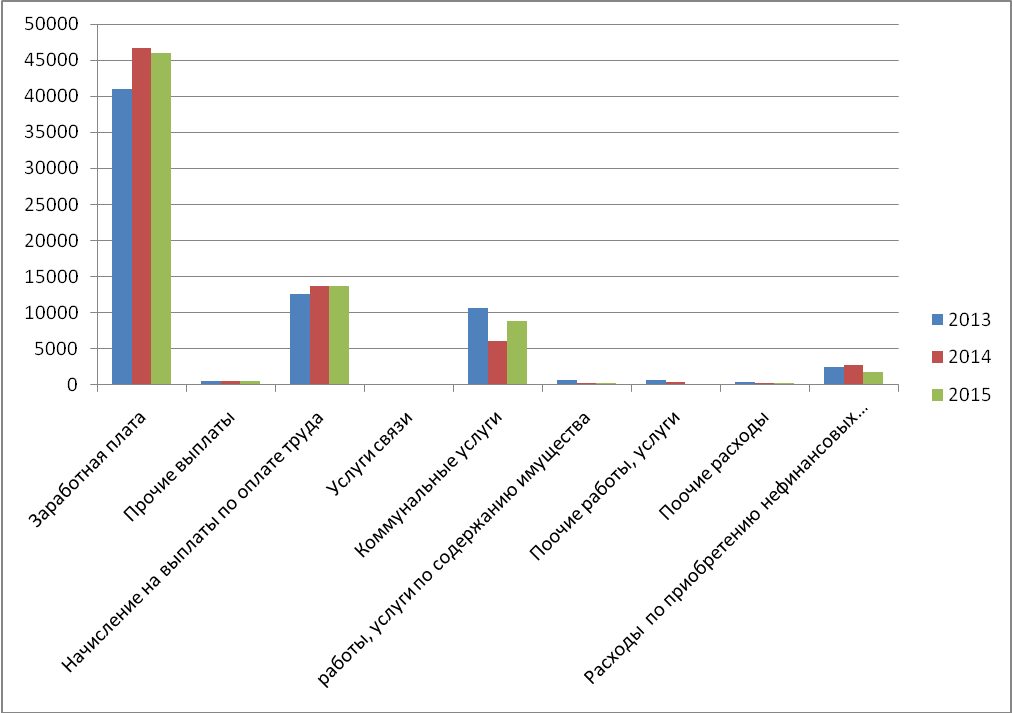 50000
45000
40000
35000
30000
25000
20000
15000
10000
5000
0
Заработная плата
Прочие выплаты
Начисление на выплаты по оплате труда
Услуги связи
Коммунальные услуги
работы, услуги по содержанию имущества
Поочие работы, услуги
Поочие расходы
Расходы по приобретению нефинансовых...
2013
2014
2015